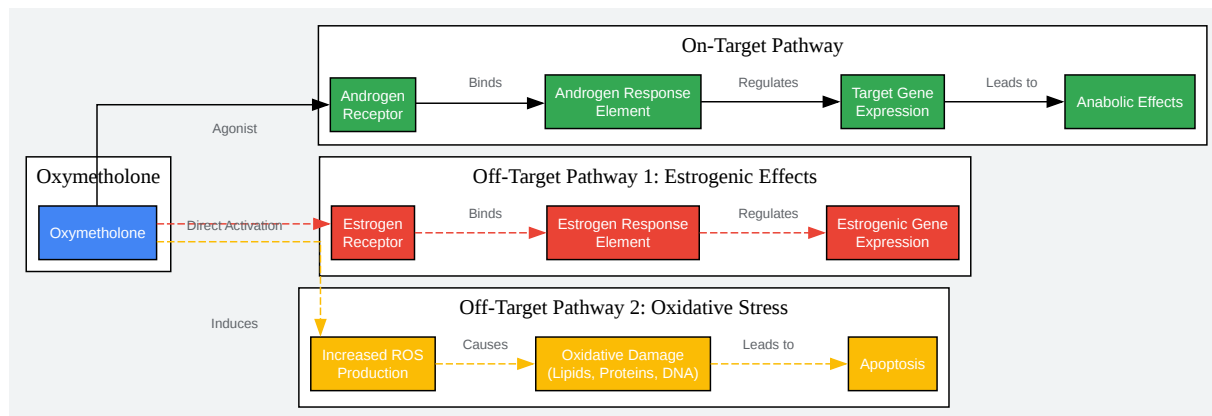 On-Target Pathway
Androgen
Receptor
Binds
Androgen Response
Element
Regulates
Target Gene
Expression
Leads to
Anabolic Effects
Agonist
Oxymetholone
Oxymetholone
Direct Activation
Off-Target Pathway 1: Estrogenic Effects
Estrogen
Receptor
Binds
Estrogen Response
Element
Regulates
Estrogenic Gene
Expression
Induces
Off-Target Pathway 2: Oxidative Stress
Increased ROS
Production
Causes
Oxidative Damage
(Lipids, Proteins, DNA)
Leads to
Apoptosis